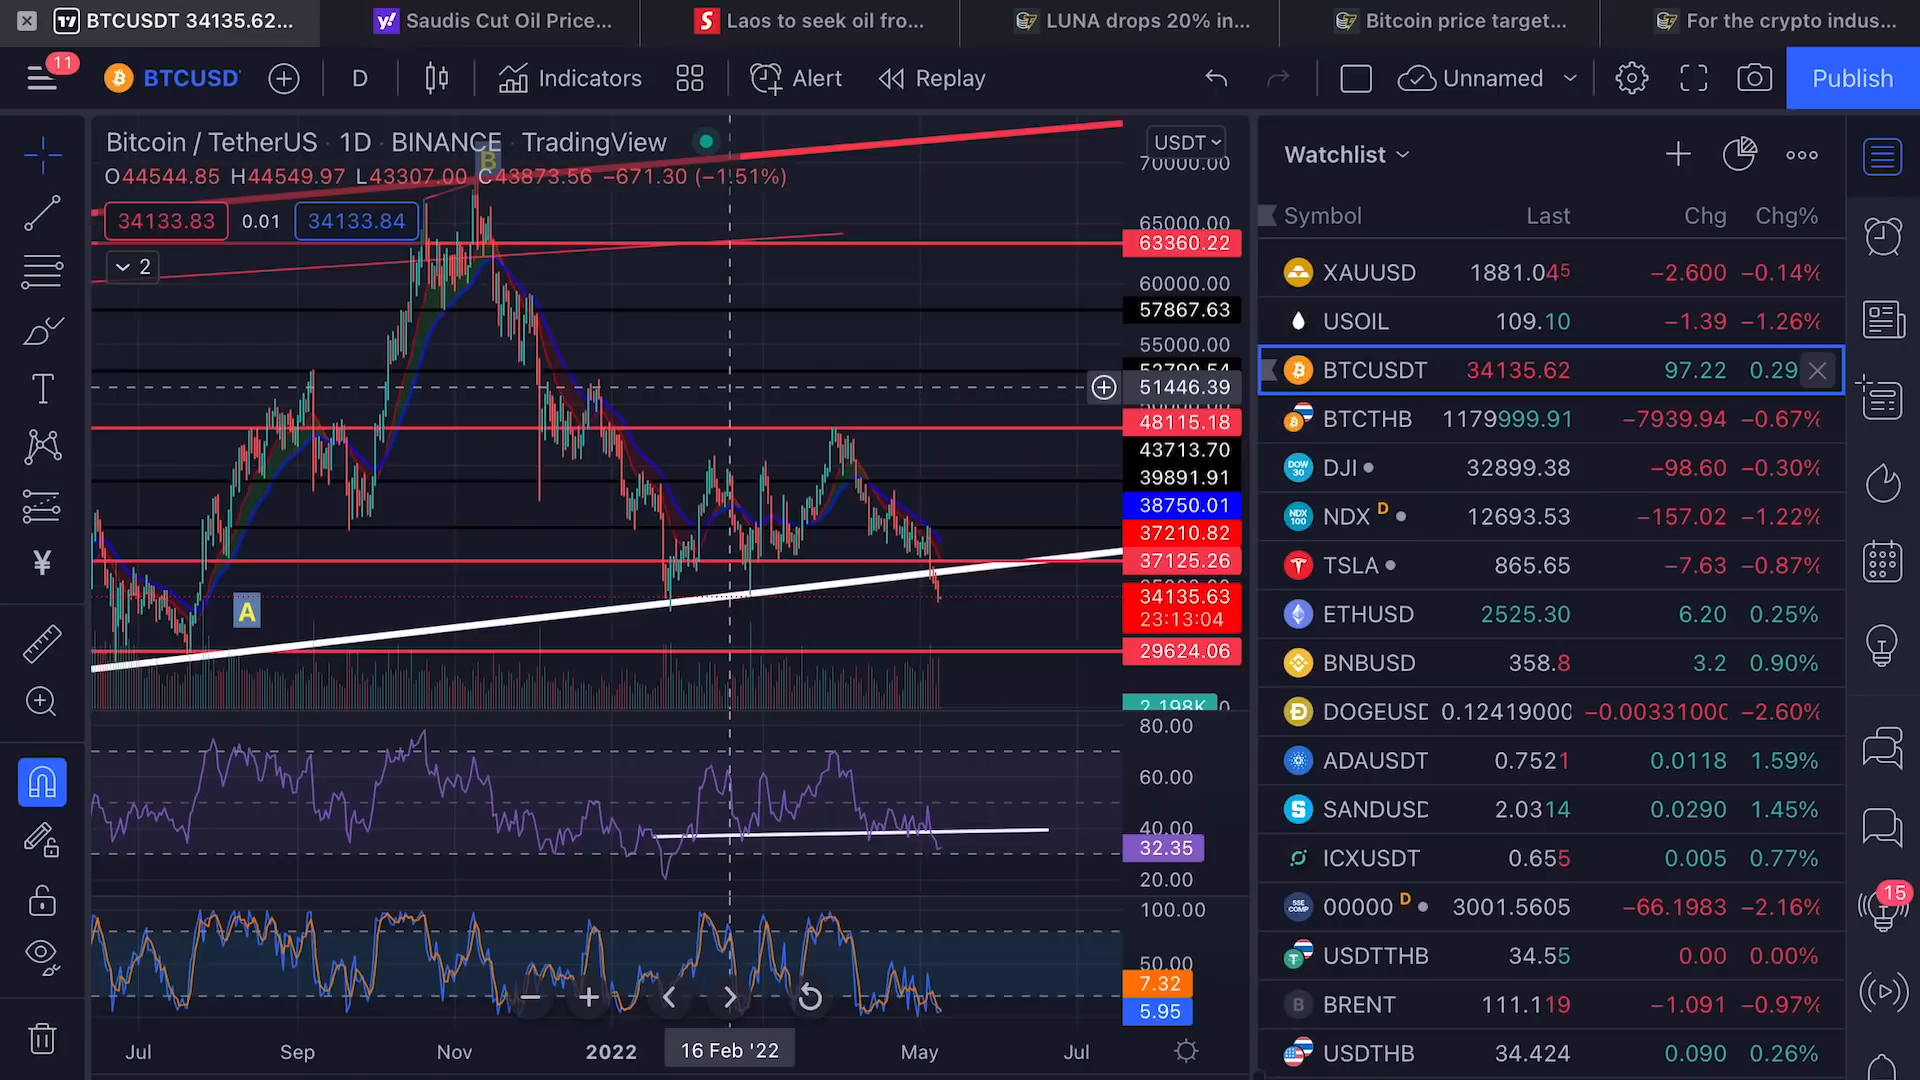 BTCUSDT 34135.62...
Saudis Cut Oil Price...
Laos to seek oil fro...
LUNA drops 20% in...
Bitcoin price target...
For the crypto indus...
11
BTCUSD
D
Indicators
Alert
Replay
Unnamed
Publish
Bitcoin / TetherUS · 1D · BINANCE · TradingView
O44544.85 H44549.97 L43307.00 C43873.56 −671.30 (−1.51%)
34133.83 0.01 34133.84
2
B
A
USDT
70000.00
65000.00
63360.22
60000.00
57867.63
55000.00
52790.54
51446.39
48115.18
43713.70
39891.91
38750.01
37210.82
37125.26
34135.63
23:13:04
29624.06
2.198K
80.00
60.00
40.00
32.35
20.00
100.00
50.00
7.32
5.95
Jul
Sep
Nov
2022
16 Feb '22
May
Jul
Watchlist
Symbol Last Chg Chg%
XAUUSD 1881.045 −2.600 −0.14%
USOIL 109.10 −1.39 −1.26%
BTCUSDT 34135.62 97.22 0.29
BTCTHB 1179999.91 −7939.94 −0.67%
DJI 32899.38 −98.60 −0.30%
NDX D 12693.53 −157.02 −1.22%
TSLA 865.65 −7.63 −0.87%
ETHUSD 2525.30 6.20 0.25%
BNBUSD 358.8 3.2 0.90%
DOGEUSD 0.12419000 −0.0033100 −2.60%
ADAUSDT 0.7521 0.0118 1.59%
SANDUSD 2.0314 0.0290 1.45%
ICXUSDT 0.655 0.005 0.77%
00000 D 3001.5605 −66.1983 −2.16%
USDTTHB 34.55 0.00 0.00%
BRENT 111.119 −1.091 −0.97%
USDTHB 34.424 0.090 0.26%
15